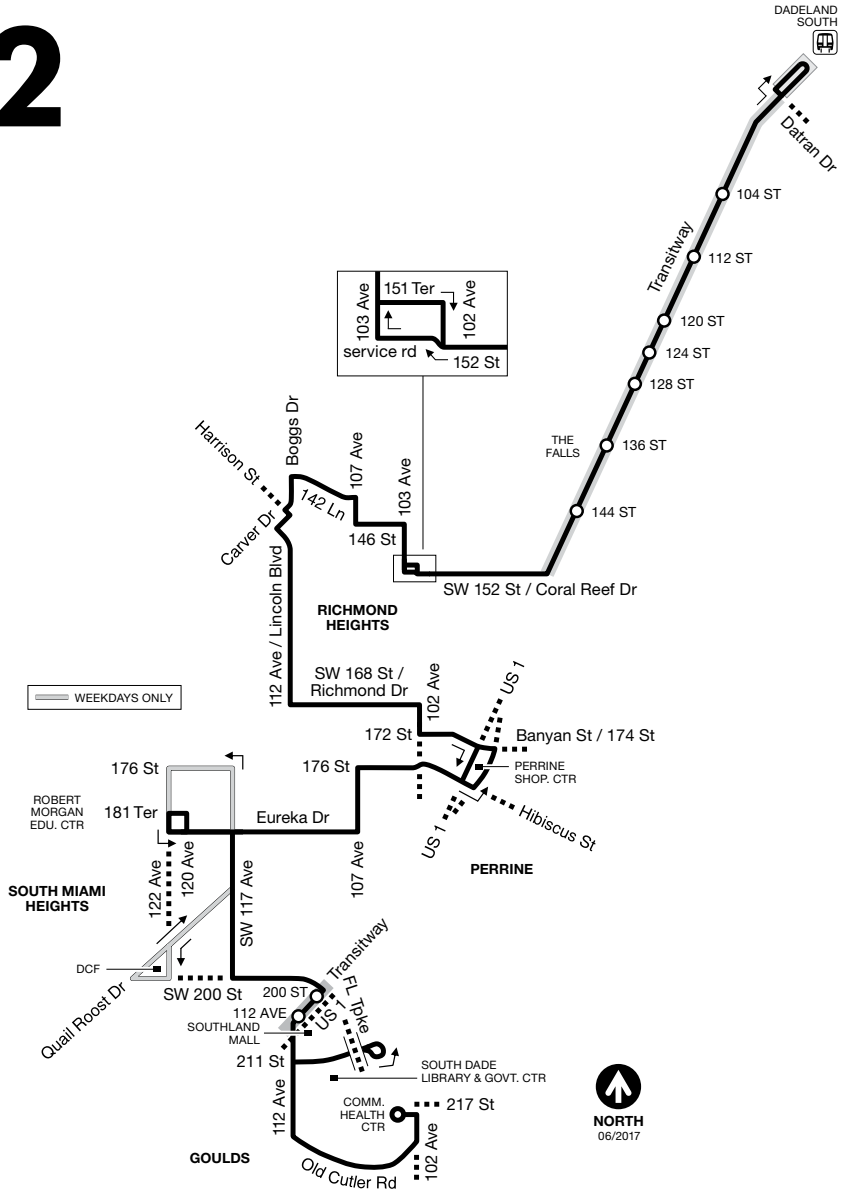 2
DADELAND
SOUTH
Datran Dr
104 ST
Transitway
112 ST
120 ST
124 ST
128 ST
THE
FALLS
136 ST
144 ST
103 Ave
151 Ter
102 Ave
service rd
152 St
Harrison St
Boggs Dr
142 Ln
107 Ave
103 Ave
Carver Dr
146 St
SW 152 St / Coral Reef Dr
112 Ave / Lincoln Blvd
RICHMOND
HEIGHTS
SW 168 St /
Richmond Dr
102 Ave
US 1
WEEKDAYS ONLY
172 St
Banyan St / 174 St
176 St
176 St
PERRINE
SHOP. CTR
ROBERT
MORGAN
EDU. CTR
181 Ter
Eureka Dr
US 1
Hibiscus St
122 Ave
120 Ave
SW 117 Ave
107 Ave
PERRINE
SOUTH MIAMI
HEIGHTS
DCF
Quail Roost Dr
SW 200 St
Transitway
200 ST
112 AVE
US 1
FL Tpke
SOUTHLAND
MALL
211 St
SOUTH DADE
LIBRARY & GOVT. CTR
112 Ave
COMM.
HEALTH
CTR
217 St
102 Ave
Old Cutler Rd
GOULDS
NORTH
06/2017